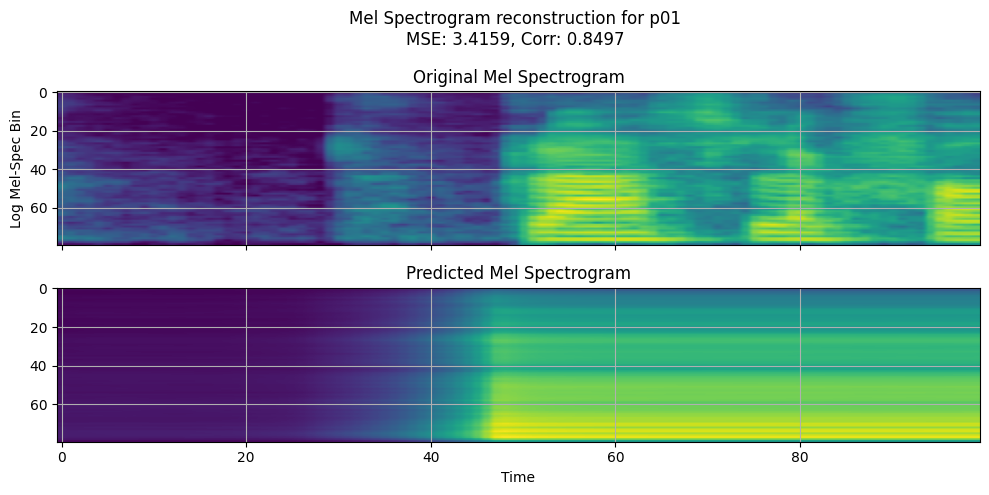 Mel Spectrogram reconstruction for p01
MSE: 3.4159, Corr: 0.8497
Original Mel Spectrogram
0
20
40
60
Log Mel-Spec Bin
Predicted Mel Spectrogram
0
20
40
60
0 20 40 60 80
Time